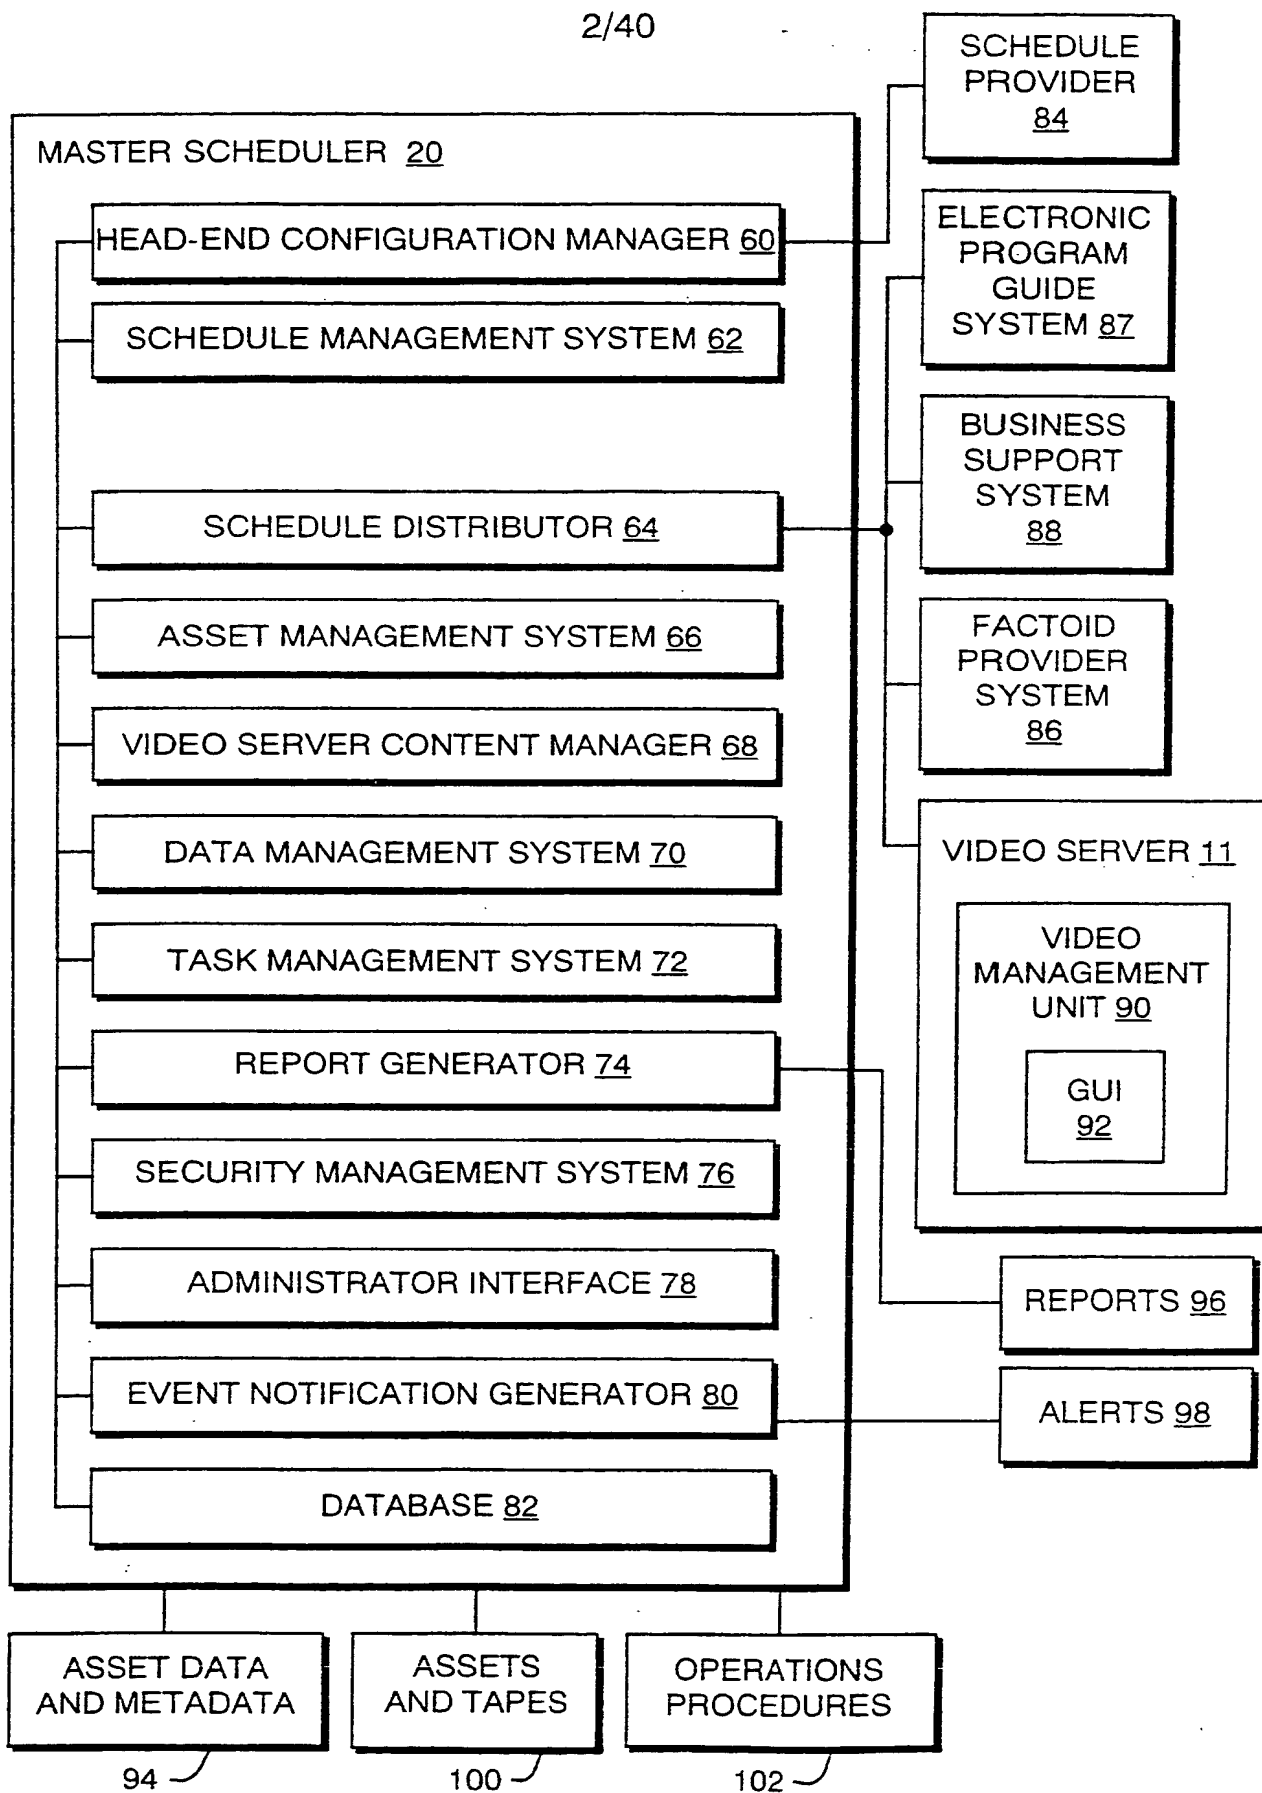 2/40
MASTER SCHEDULER 20
HEAD-END CONFIGURATION MANAGER 60
SCHEDULE MANAGEMENT SYSTEM 62
SCHEDULE DISTRIBUTOR 64
ASSET MANAGEMENT SYSTEM 66
VIDEO SERVER CONTENT MANAGER 68
DATA MANAGEMENT SYSTEM 70
TASK MANAGEMENT SYSTEM 72
REPORT GENERATOR 74
SECURITY MANAGEMENT SYSTEM 76
ADMINISTRATOR INTERFACE 78
EVENT NOTIFICATION GENERATOR 80
DATABASE 82
SCHEDULE
PROVIDER
84
ELECTRONIC
PROGRAM
GUIDE
SYSTEM 87
BUSINESS
SUPPORT
SYSTEM
88
FACTOID
PROVIDER
SYSTEM
86
VIDEO SERVER 11
VIDEO
MANAGEMENT
UNIT 90
GUI
92
REPORTS 96
ALERTS 98
ASSET DATA
AND METADATA
94
ASSETS
AND TAPES
100
OPERATIONS
PROCEDURES
102